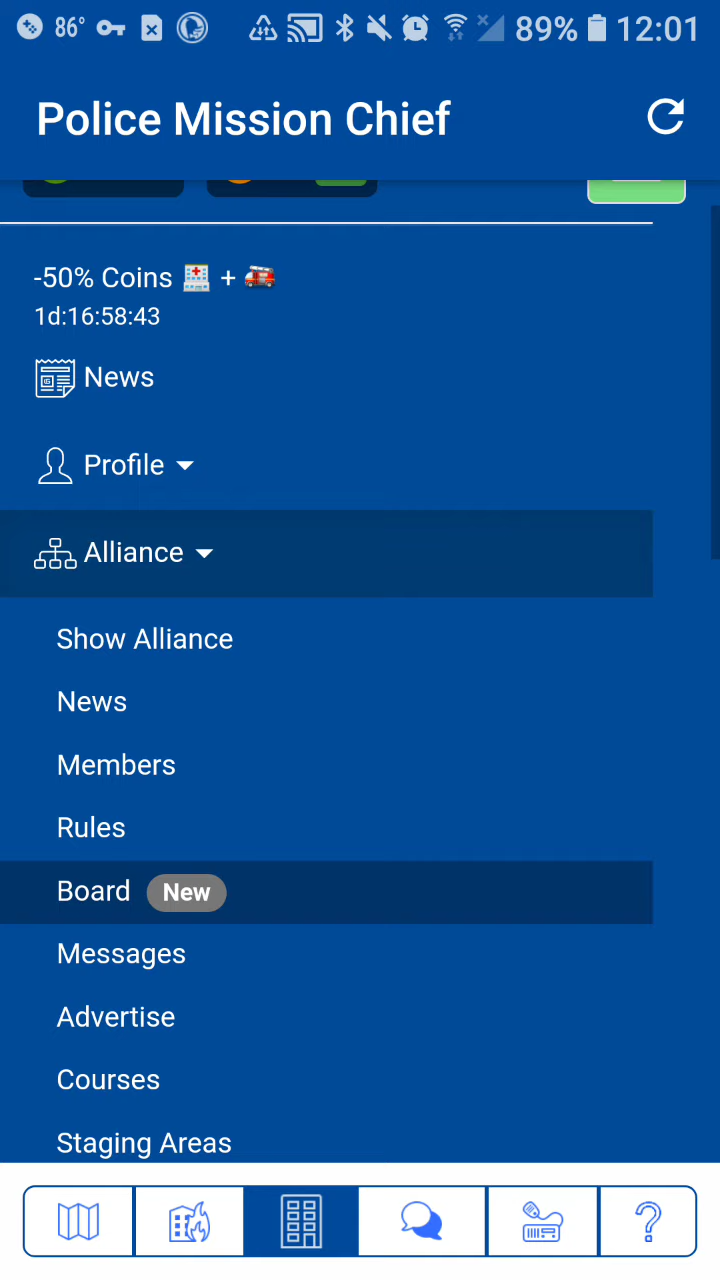 86° 89% 12:01
Police Mission Chief
-50% Coins 🏥 + 🚒
1d:16:58:43
News
Profile
Alliance
Show Alliance
News
Members
Rules
Board New
Messages
Advertise
Courses
Staging Areas